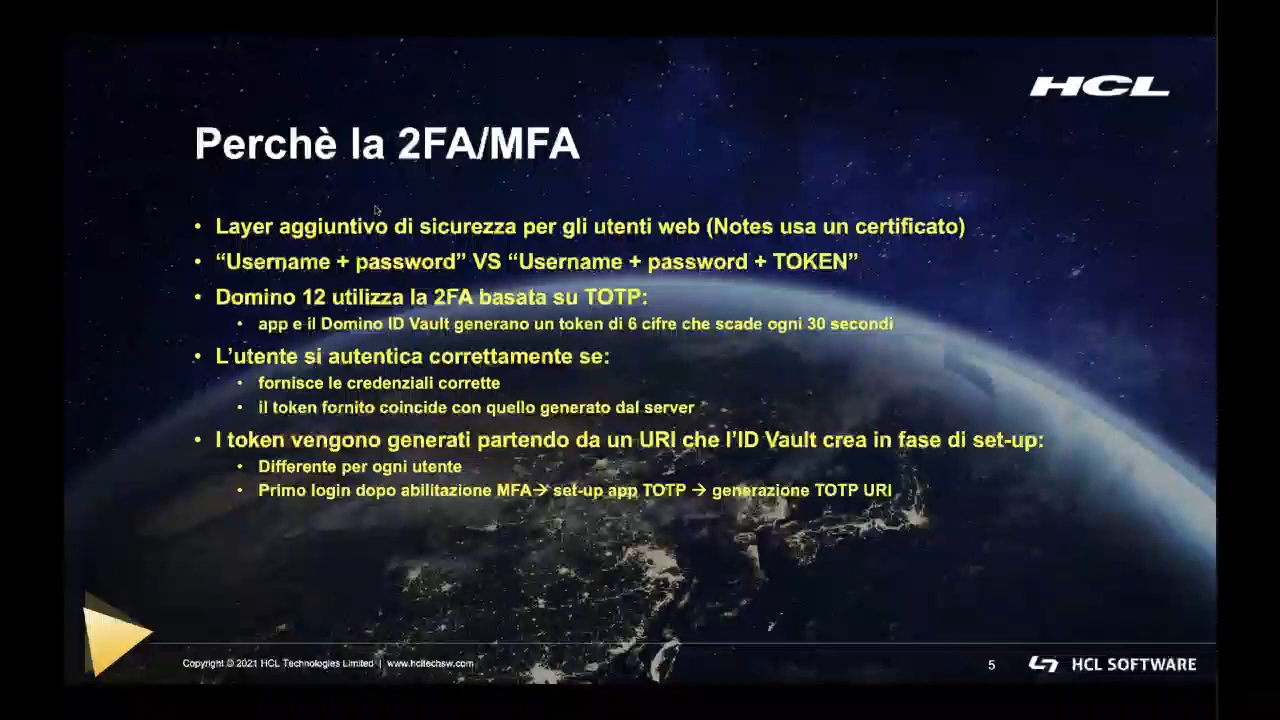 HCL
Perchè la 2FA/MFA
• Layer aggiuntivo di sicurezza per gli utenti web (Notes usa un certificato)
• “Username + password” VS “Username + password + TOKEN”
• Domino 12 utilizza la 2FA basata su TOTP:
• app e il Domino ID Vault generano un token di 6 cifre che scade ogni 30 secondi
• L’utente si autentica correttamente se:
• fornisce le credenziali corrette
• il token fornito coincide con quello generato dal server
• I token vengono generati partendo da un URI che l’ID Vault crea in fase di set-up:
• Differente per ogni utente
• Primo login dopo abilitazione MFA→ set-up app TOTP → generazione TOTP URI
Copyright © 2021 HCL Technologies Limited | www.hcltechsw.com
5
HCL SOFTWARE